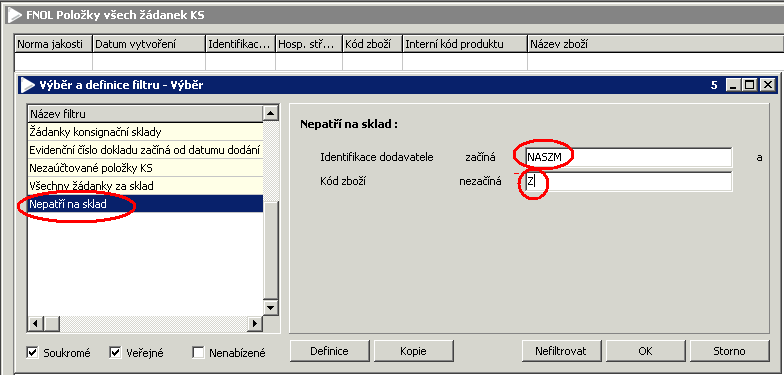 FNOL Položky všech žádanek KS
Norma jakosti Datum vytvoření Identifikac... Hosp. stř... Kód zboží Interní kód produktu Název zboží
Výběr a definice filtru - Výběr 5
Název filtru
Žádanky konsignační sklady
Evidenční číslo dokladu začíná od datumu dodání
Nezaúčtované položky KS
Všechny žádanky za sklad
Nepatří na sklad
Nepatří na sklad :
Identifikace dodavatele začíná NASZM a
Kód zboží nezačíná Z
Soukromé Veřejné Nenabízené Definice Kopie Nefiltrovat OK Storno